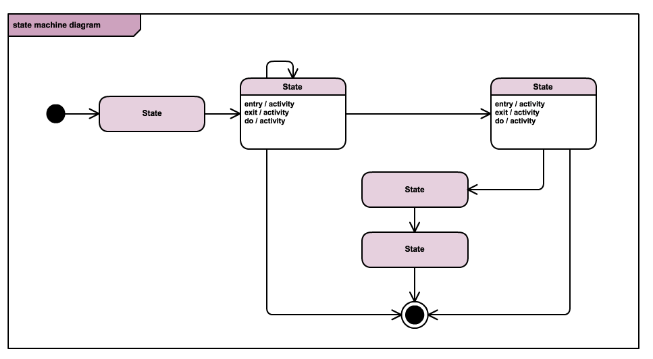 state machine diagram
State
State
entry / activity
exit / activity
do / activity
State
entry / activity
exit / activity
do / activity
State
State